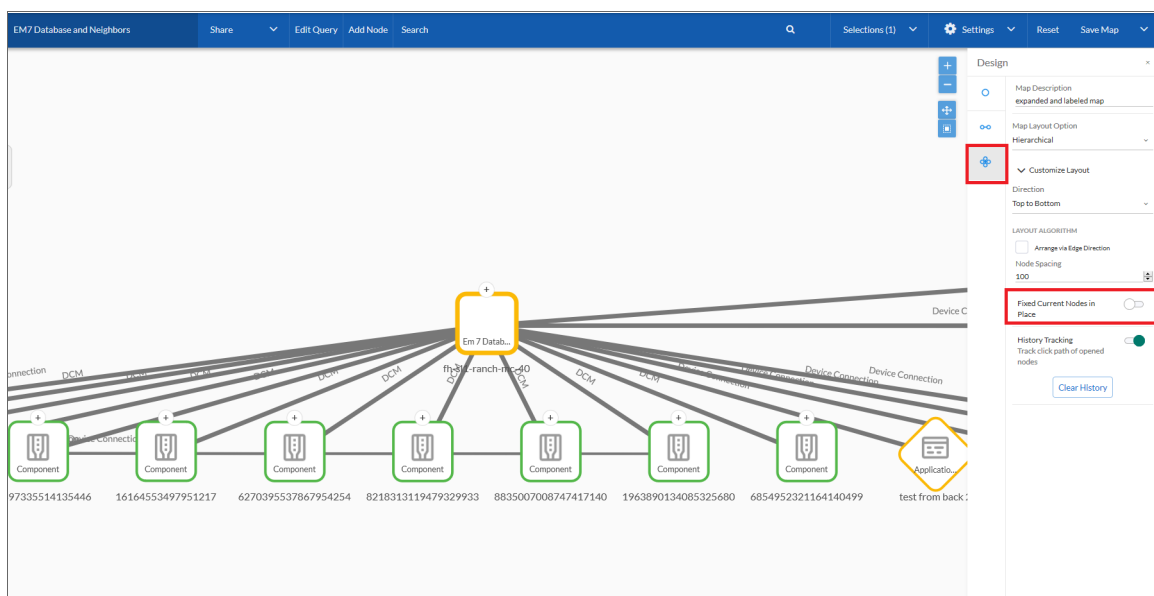 EM7 Database and Neighbors Share Edit Query Add Node Search Selections (1) Settings Reset Save Map
Design
Map Description
expanded and labeled map
Map Layout Option
Hierarchical
Customize Layout
Direction
Top to Bottom
LAYOUT ALGORITHM
Arrange via Edge Direction
Node Spacing
100
Fixed Current Nodes in
Place
History Tracking
Track click path of opened
nodes
Clear History
Device C
Em 7 Datab...
DCM DCM DCM DCM DCM DCM DCM DCM DCM DCM Device Connection Device Connection Device Connection
Component Component Component Component Component Component Component Applicatio...
97335514135446 16164553497951217 6270395537867954254 8218313119479329933 8835007008747417140 1963890134085325680 6854952321164140499 test from back